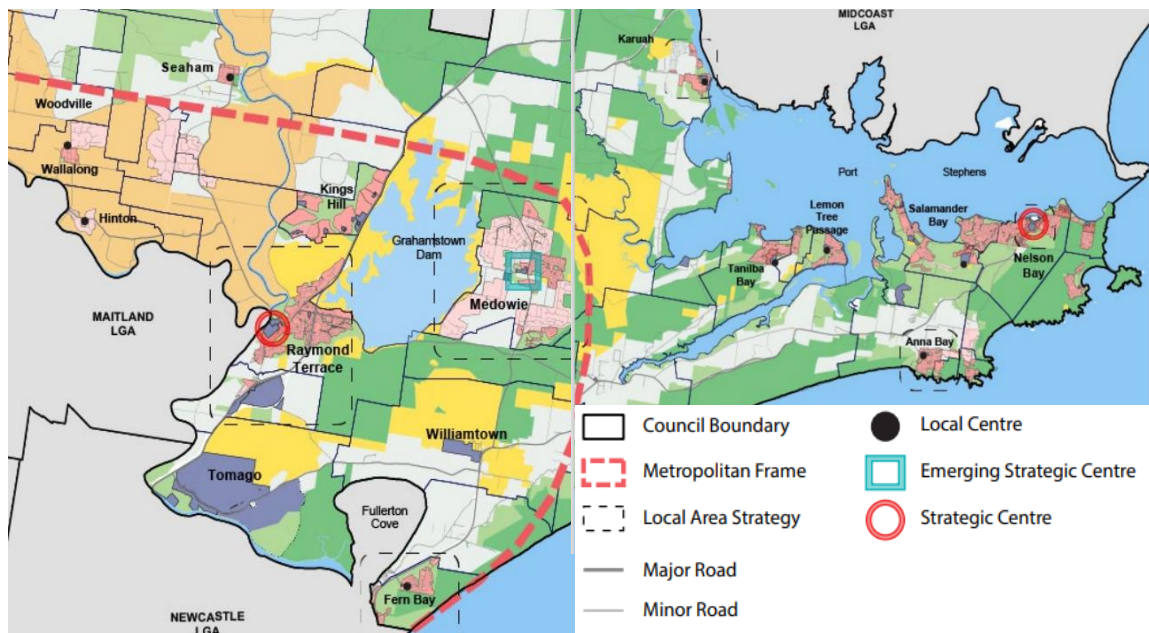 Seaham
Woodville
Wallalong
Hinton
Kings
Hill
Grahamstown
Dam
Medowie
MAITLAND
LGA
Raymond
Terrace
Williamtown
Tomago
Fullerton
Cove
Fern Bay
NEWCASTLE
LGA
MIDCOAST
LGA
Karuah
Port Stephens
Lemon
Tree
Passage
Salamander
Bay
Tanilba
Bay
Nelson
Bay
Anna Bay
Council Boundary
Metropolitan Frame
Local Area Strategy
Major Road
Minor Road
Local Centre
Emerging Strategic Centre
Strategic Centre